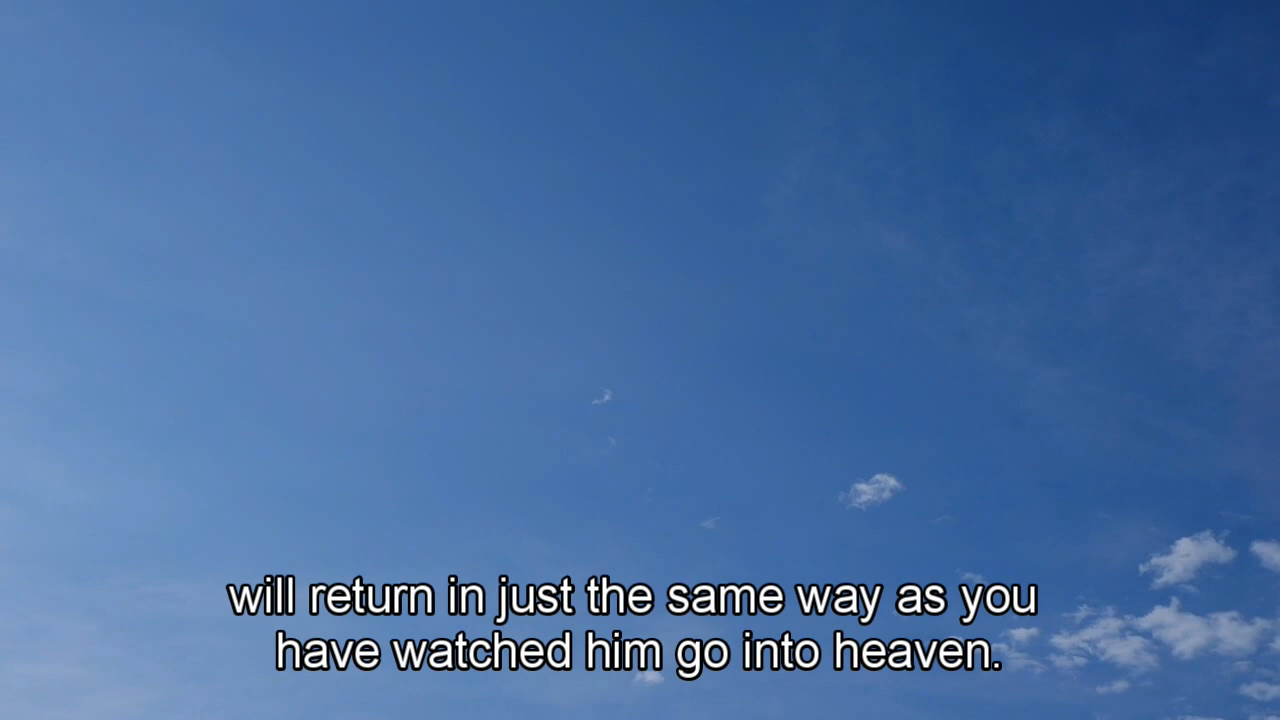 will return in just the same way as you
have watched him go into heaven.